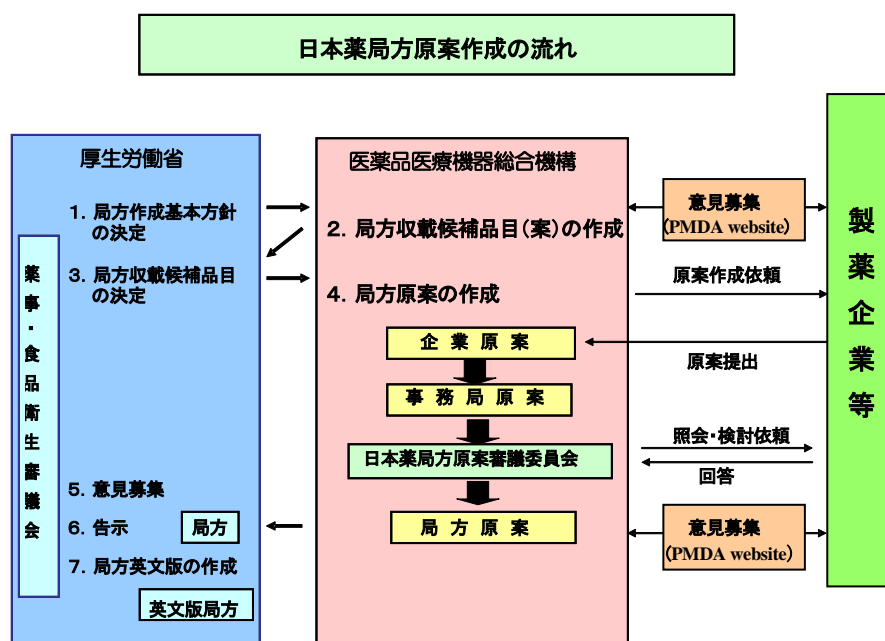 日本薬局方原案作成の流れ
厚生労働省
1. 局方作成基本方針
の決定
3. 局方収載候補品目
の決定
5. 意見募集
6. 告示
局方
7. 局方英文版の作成
英文版局方
薬事・食品衛生審議会
医薬品医療機器総合機構
2. 局方収載候補品目(案)の作成
4. 局方原案の作成
企業原案
事務局原案
日本薬局方原案審議委員会
局方原案
意見募集
(PMDA website)
原案作成依頼
原案提出
照会・検討依頼
回答
意見募集
(PMDA website)
製薬企業等